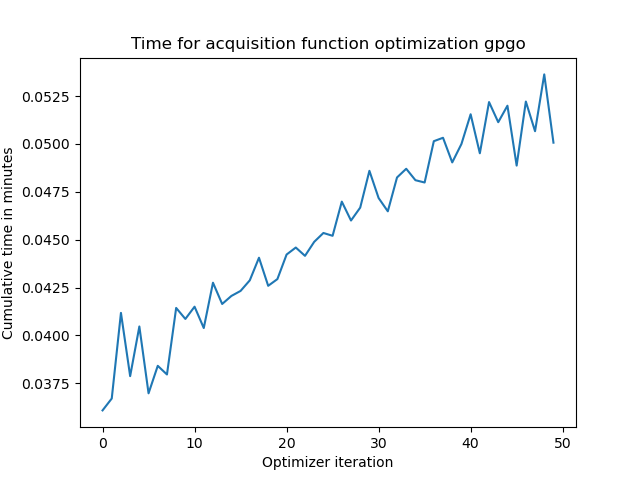 Time for acquisition function optimization gpgo
Cumulative time in minutes
0.0525
0.0500
0.0475
0.0450
0.0425
0.0400
0.0375
0 10 20 30 40 50
Optimizer iteration